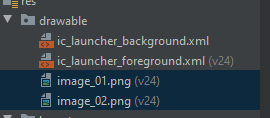 res
drawable
ic_launcher_background.xml
ic_launcher_foreground.xml (v24)
image_01.png (v24)
image_02.png (v24)